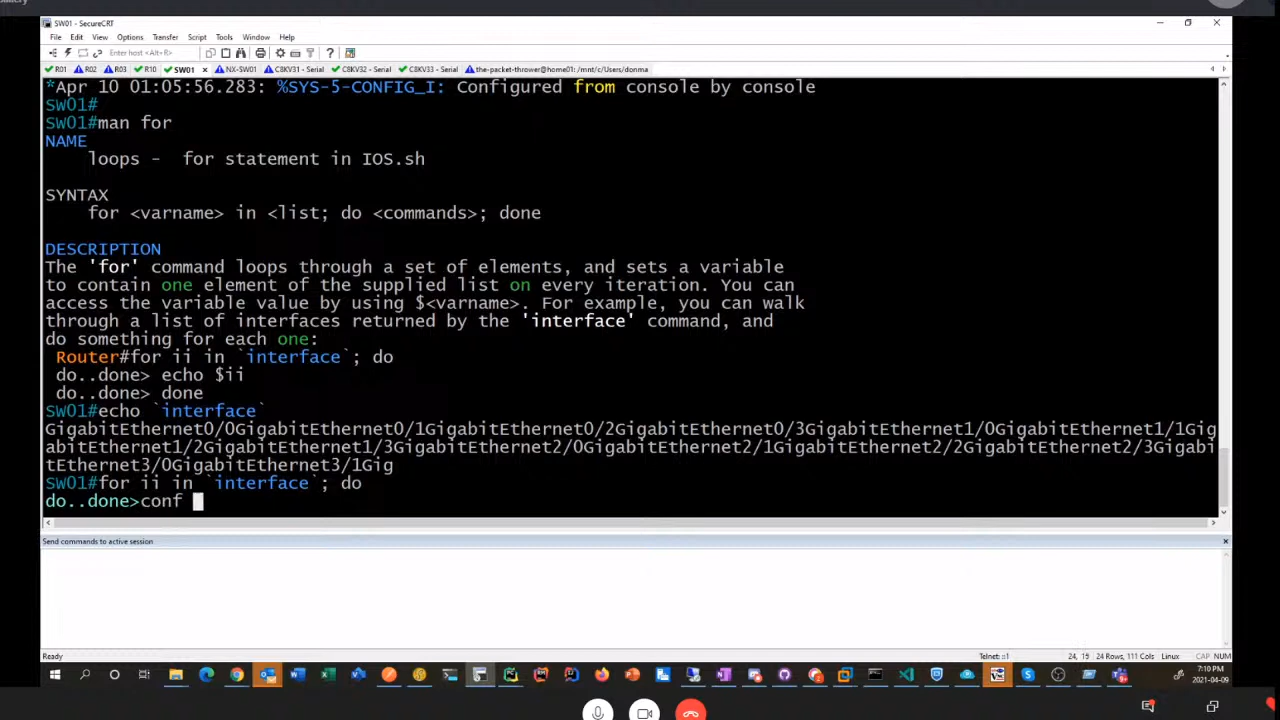 SW01 - SecureCRT
File Edit View Options Transfer Script Tools Window Help
Enter host <Alt+R>
R01 R02 R03 R10 SW01 NX-SW01 C8KV31 - Serial C8KV32 - Serial C8KV33 - Serial the-packet-thrower@home01: /mnt/c/Users/donma
*Apr 10 01:05:56.283: %SYS-5-CONFIG_I: Configured from console by console
SW01#
SW01#man for
NAME
loops - for statement in IOS.sh
SYNTAX
for <varname> in <list; do <commands>; done
DESCRIPTION
The 'for' command loops through a set of elements, and sets a variable
to contain one element of the supplied list on every iteration. You can
access the variable value by using $<varname>. For example, you can walk
through a list of interfaces returned by the 'interface' command, and
do something for each one:
Router#for ii in `interface`; do
do..done> echo $ii
do..done> done
SW01#echo `interface`
GigabitEthernet0/0GigabitEthernet0/1GigabitEthernet0/2GigabitEthernet0/3GigabitEthernet1/0GigabitEthernet1/1Gig
abitEthernet1/2GigabitEthernet1/3GigabitEthernet2/0GigabitEthernet2/1GigabitEthernet2/2GigabitEthernet2/3Gigabi
tEthernet3/0GigabitEthernet3/1Gig
SW01#for ii in `interface`; do
do..done>conf
Send commands to active session
Ready Telnet: ::1 24, 19 24 Rows, 111 Cols Linux CAP NUM
7:10 PM
2021-04-09